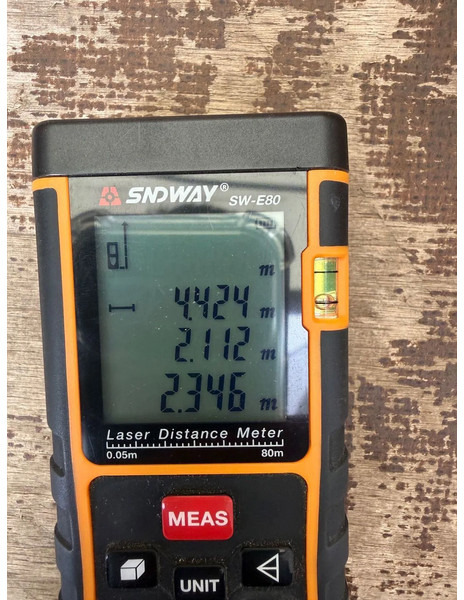 SNDWAY®
SW-E80
m
4.424 m
2.112 m
2.346 m
Laser Distance Meter
0.05m 80m
MEAS
UNIT